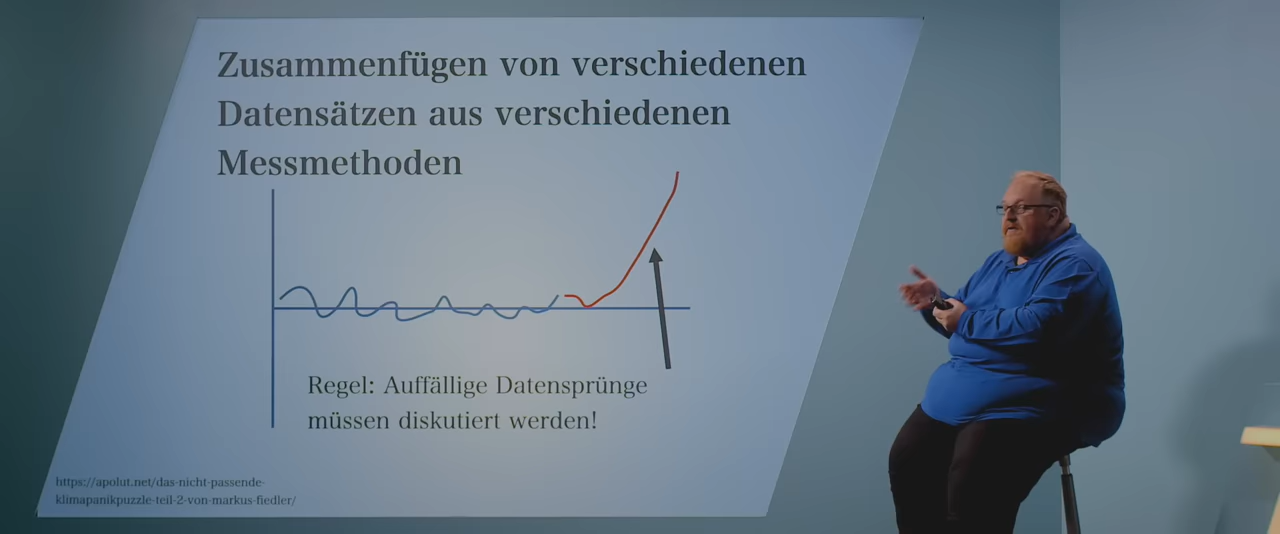 Zusammenfügen von verschiedenen
Datensätzen aus verschiedenen
Messmethoden
Regel: Auffällige Datensprünge
müssen diskutiert werden!
https://apolut.net/das-nicht-passende-
klimapanikpuzzle-teil-2-von-markus-fiedler/